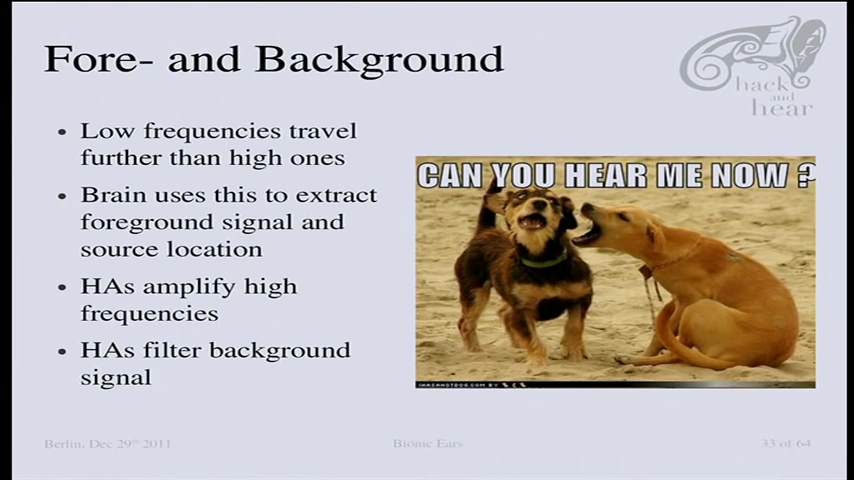 Fore- and Background
hack
and
hear
• Low frequencies travel
further than high ones
• Brain uses this to extract
foreground signal and
source location
• HAs amplify high
frequencies
• HAs filter background
signal
CAN YOU HEAR ME NOW ?
Berlin, Dec 29th 2011
Bionic Ears
33 of 64